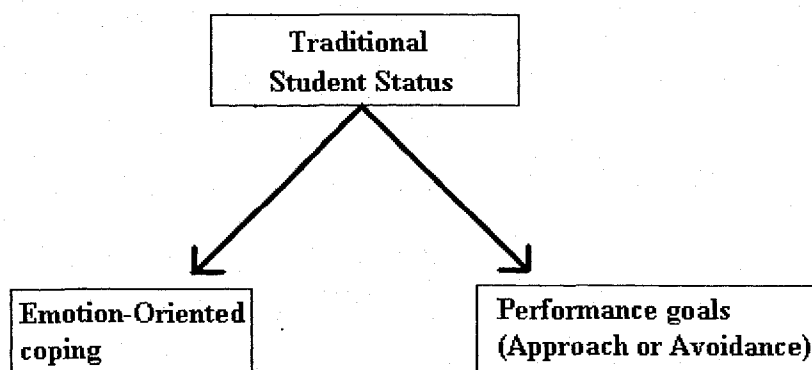 Traditional
Student Status
Emotion-Oriented
coping
Performance goals
(Approach or Avoidance)